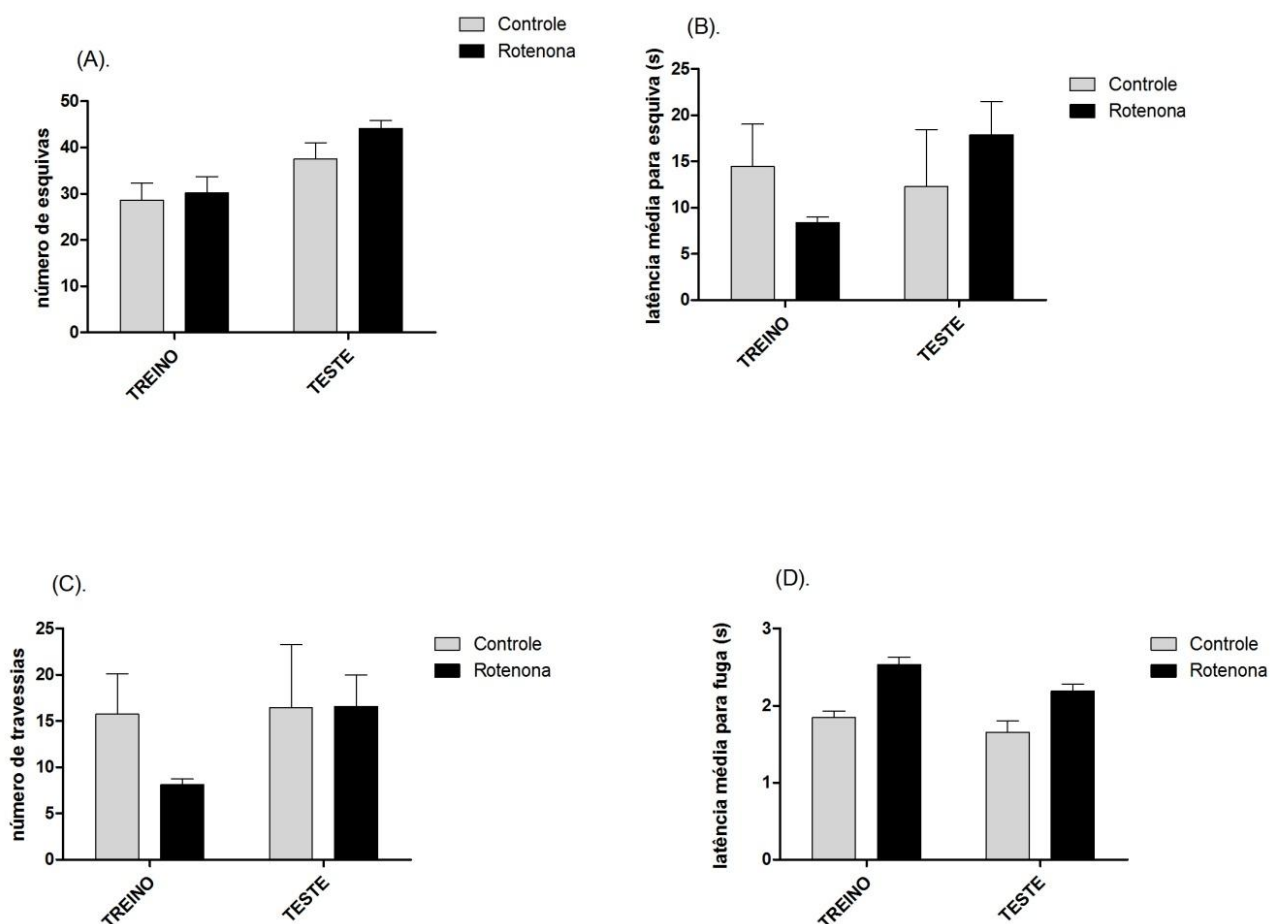 (A).
Controle
Rotenona
número de esquivas
50
40
30
20
10
0
TREINO
TESTE
(B).
Controle
Rotenona
latência média para esquiva (s)
25
20
15
10
5
0
TREINO
TESTE
(C).
Controle
Rotenona
número de travessias
25
20
15
10
5
0
TREINO
TESTE
(D).
Controle
Rotenona
latência média para fuga (s)
3
2
1
0
TREINO
TESTE